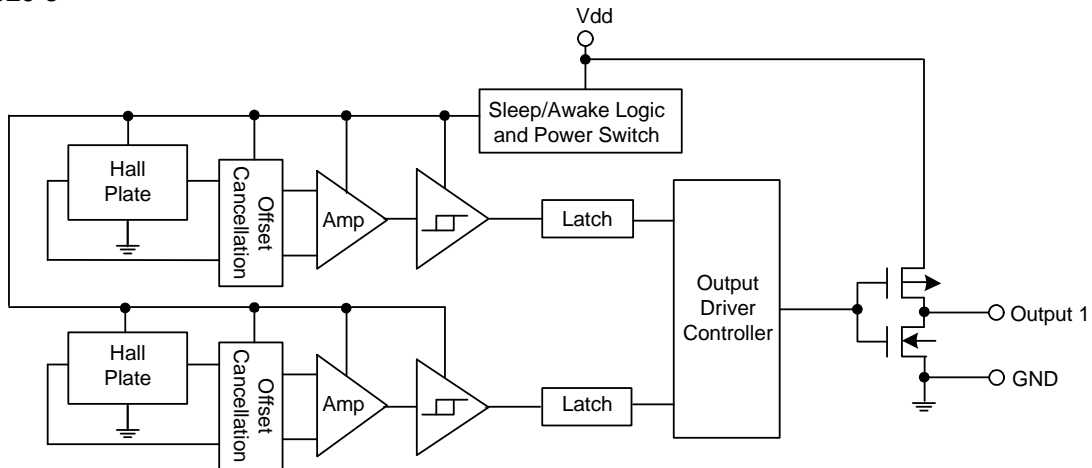 Vdd
Sleep/Awake Logic
and Power Switch
Hall
Plate
Offset
Cancellation
Amp
Latch
Output
Driver
Controller
Output 1
GND
Hall
Plate
Offset
Cancellation
Amp
Latch